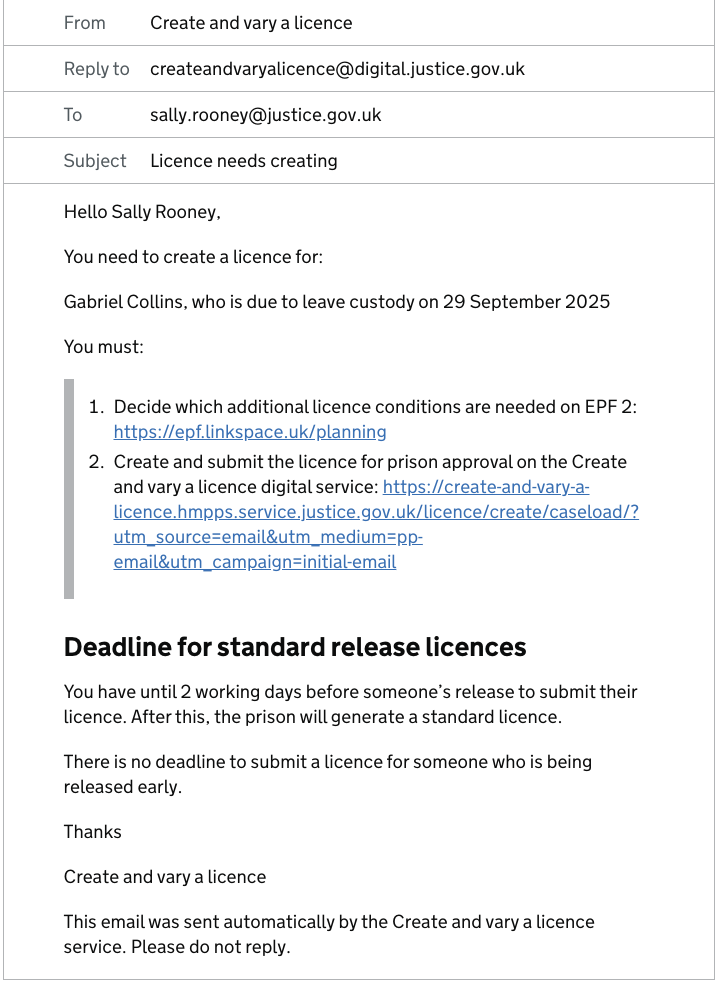 From Create and vary a licence
Reply to createandvaryalicence@digital.justice.gov.uk
To sally.rooney@justice.gov.uk
Subject Licence needs creating
Hello Sally Rooney,
You need to create a licence for:
Gabriel Collins, who is due to leave custody on 29 September 2025
You must:
1. Decide which additional licence conditions are needed on EPF 2:
https://epf.linkspace.uk/planning
2. Create and submit the licence for prison approval on the Create
and vary a licence digital service: https://create-and-vary-a-
licence.hmpps.service.justice.gov.uk/licence/create/caseload/?
utm_source=email&utm_medium=pp-
email&utm_campaign=initial-email
Deadline for standard release licences
You have until 2 working days before someone’s release to submit their
licence. After this, the prison will generate a standard licence.
There is no deadline to submit a licence for someone who is being
released early.
Thanks
Create and vary a licence
This email was sent automatically by the Create and vary a licence
service. Please do not reply.